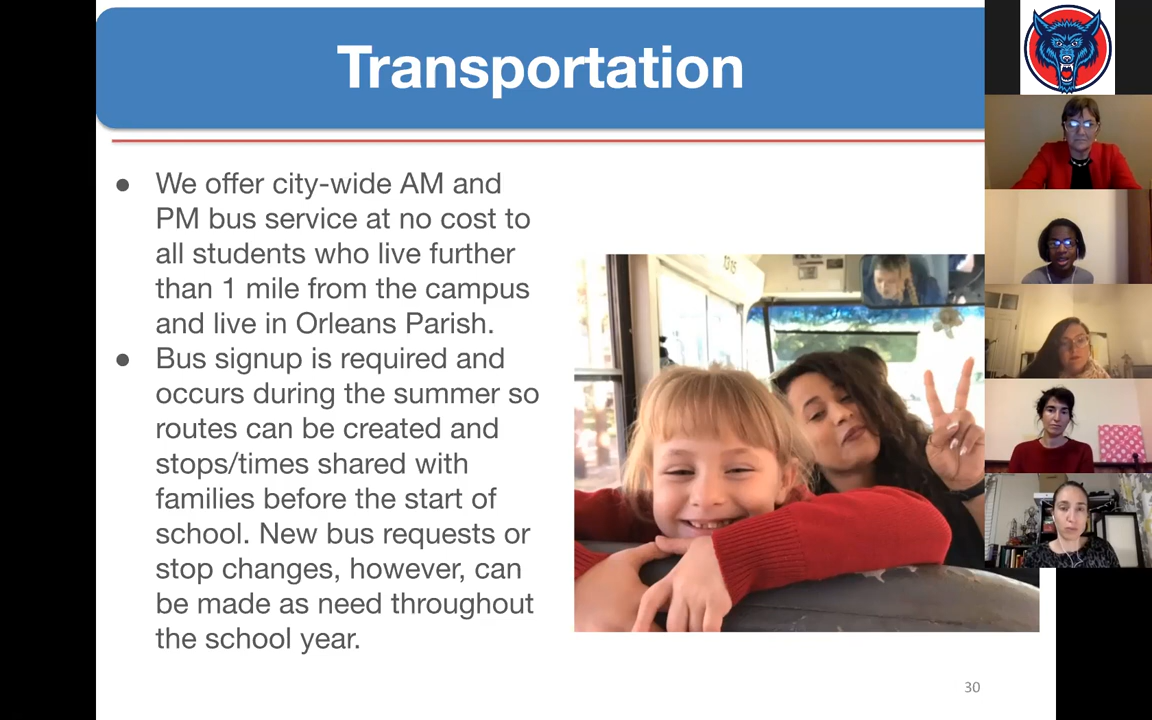 Transportation
● We offer city-wide AM and
PM bus service at no cost to
all students who live further
than 1 mile from the campus
and live in Orleans Parish.
● Bus signup is required and
occurs during the summer so
routes can be created and
stops/times shared with
families before the start of
school. New bus requests or
stop changes, however, can
be made as need throughout
the school year.
30